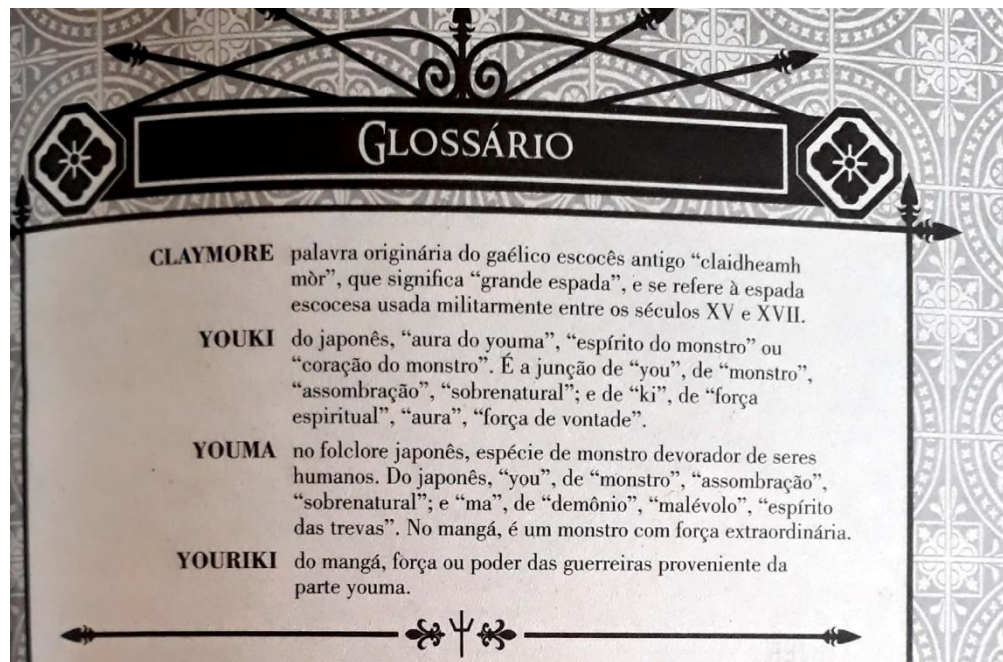 GLOSSÁRIO
CLAYMORE palavra originária do gaélico escocês antigo “claidheamh
mòr”, que significa “grande espada”, e se refere à espada
escocesa usada militarmente entre os séculos XV e XVII.
YOUKI do japonês, “aura do youma”, “espírito do monstro” ou
“coração do monstro”. É a junção de “you”, de “monstro”,
“assombração”, “sobrenatural”; e de “ki”, de “força
espiritual”, “aura”, “força de vontade”.
YOUMA no folclore japonês, espécie de monstro devorador de seres
humanos. Do japonês, “you”, de “monstro”, “assombração”,
“sobrenatural”; e “ma”, de “demônio”, “malévolo”, “espírito
das trevas”. No mangá, é um monstro com força extraordinária.
YOURIKI do mangá, força ou poder das guerreiras proveniente da
parte youma.